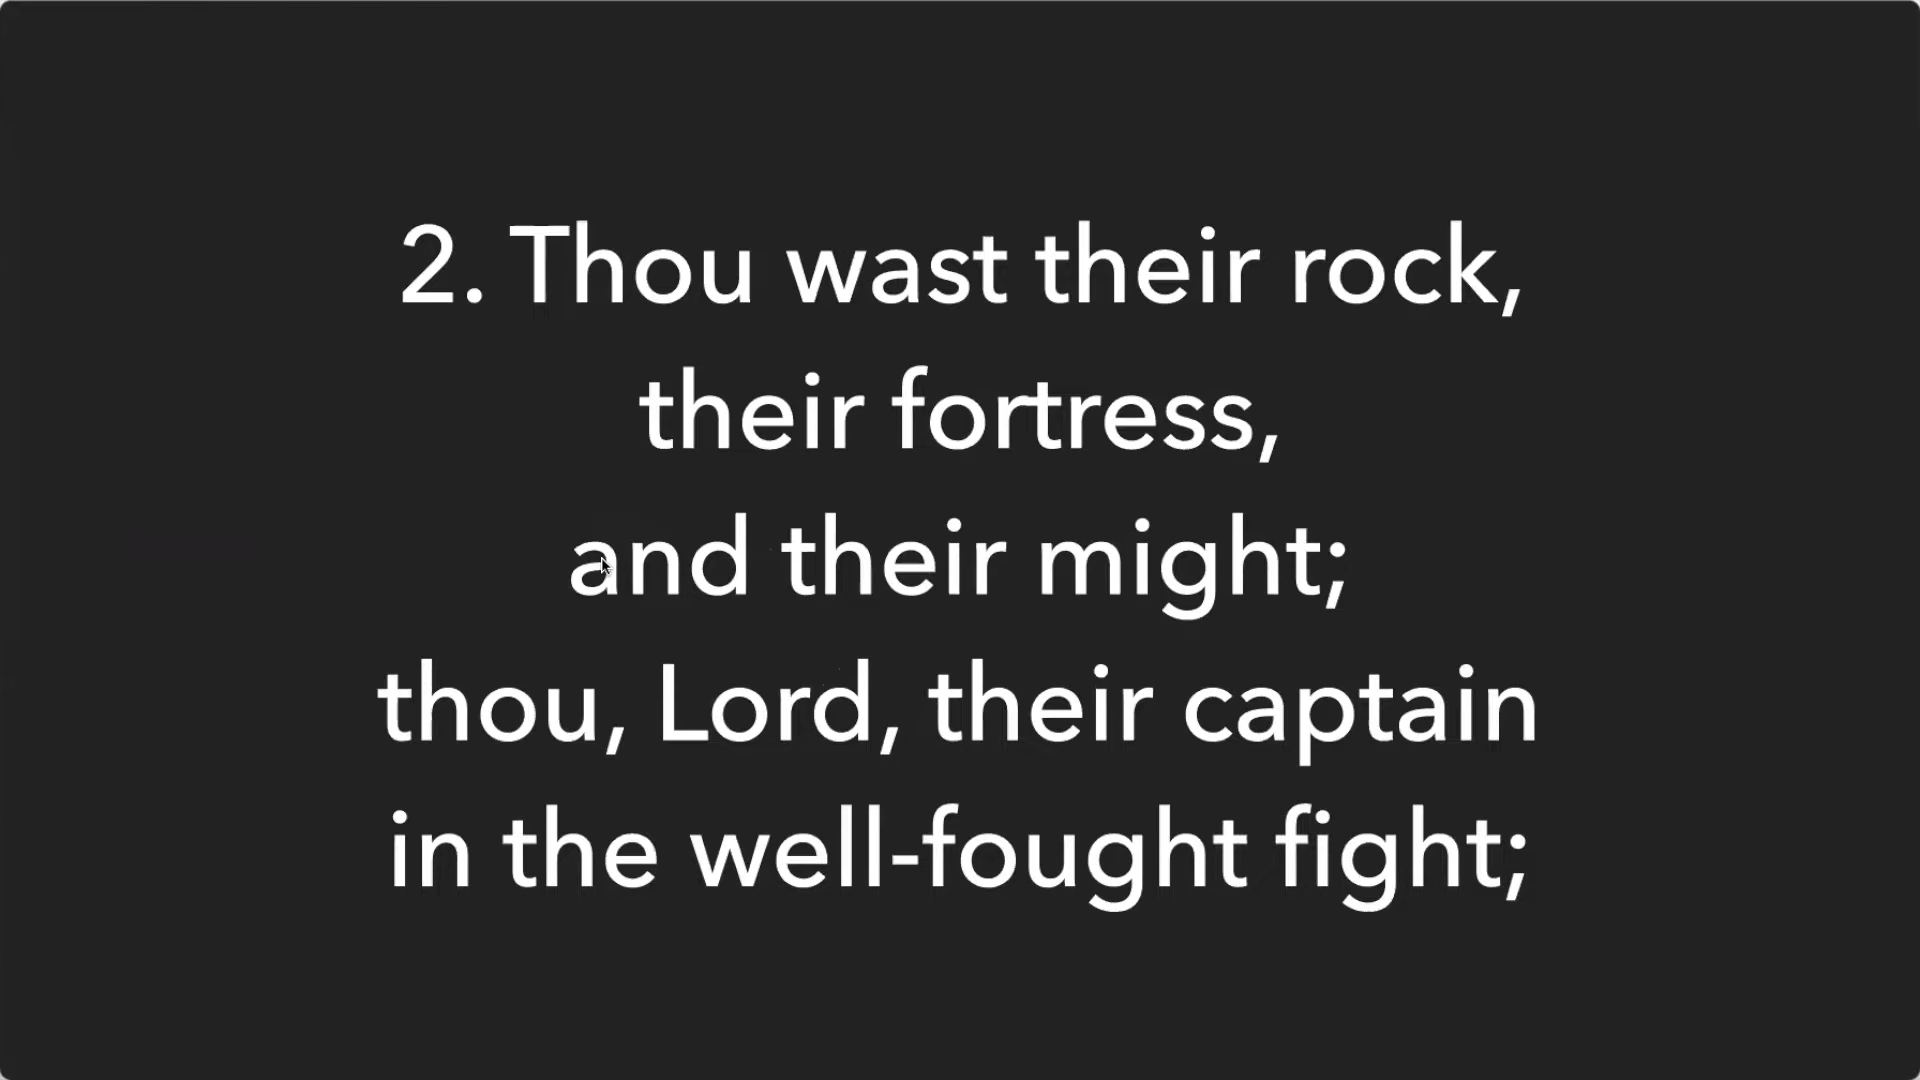 2. Thou wast their rock,
their fortress,
and their might;
thou, Lord, their captain
in the well-fought fight;